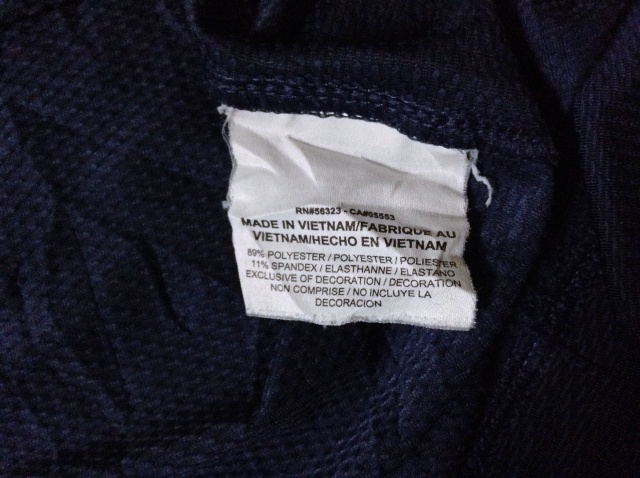 RN#56323 - CA#05553
MADE IN VIETNAM/FABRIQUE AU
VIETNAM/HECHO EN VIETNAM
89% POLYESTER / POLYESTER / POLIESTER
11% SPANDEX / ELASTHANNE / ELASTANO
EXCLUSIVE OF DECORATION / DECORATION
NON COMPRISE / NO INCLUYE LA
DECORACION